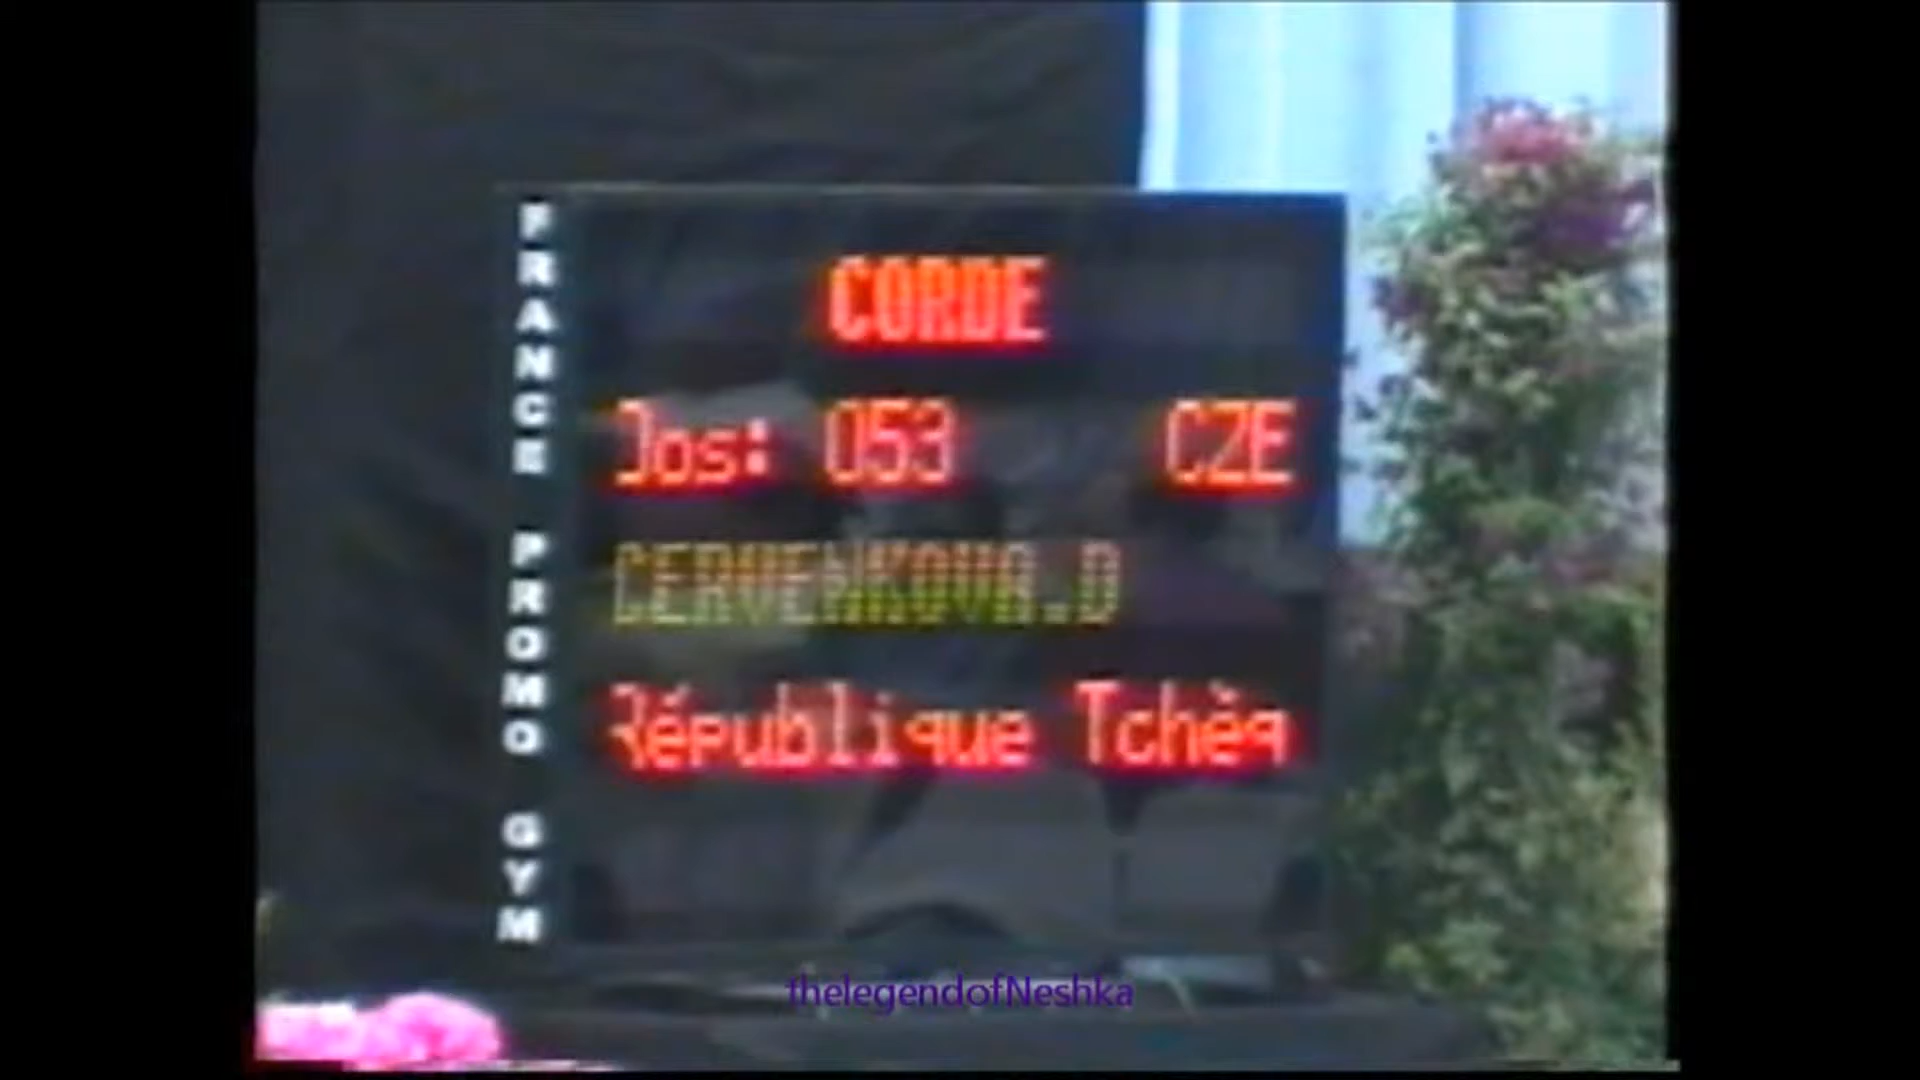 FRANCE PROMO GYM
CORDE
Dos: 053 CZE
CERVENKOVA.D
République Tchèq
thelegendofNeshka